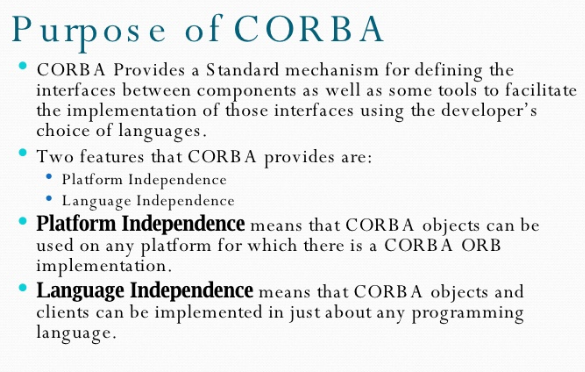 Purpose of CORBA
CORBA Provides a Standard mechanism for defining the
interfaces between components as well as some tools to facilitate
the implementation of those interfaces using the developer's
choice of languages.
Two features that CORBA provides are:
Platform Independence
Language Independence
Platform Independence means that CORBA objects can be
used on any platform for which there is a CORBA ORB
implementation.
Language Independence means that CORBA objects and
clients can be implemented in just about any programming
language.